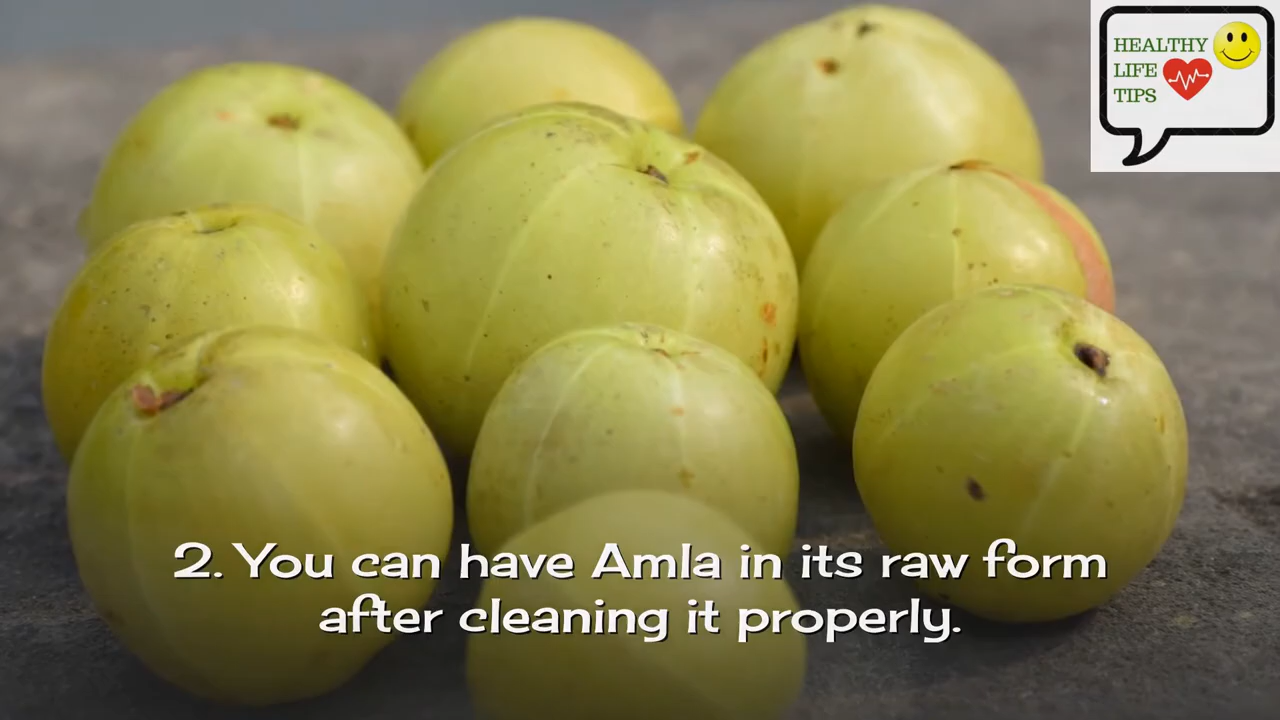 HEALTHY
LIFE
TIPS
2. You can have Amla in its raw form
after cleaning it properly.